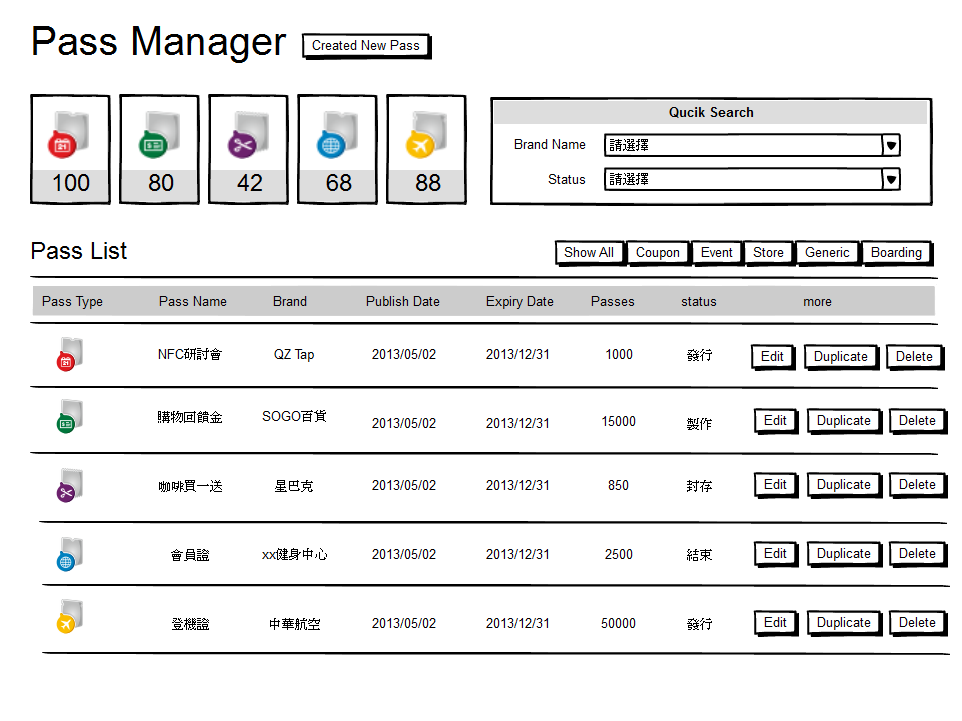 Pass Manager Created New Pass
100 80 42 68 88
Qucik Search
Brand Name 請選擇
Status 請選擇
Pass List Show All Coupon Event Store Generic Boarding
Pass Type Pass Name Brand Publish Date Expiry Date Passes status more
NFC研討會 QZ Tap 2013/05/02 2013/12/31 1000 發行 Edit Duplicate Delete
購物回饋金 SOGO百貨 2013/05/02 2013/12/31 15000 製作 Edit Duplicate Delete
咖啡買一送 星巴克 2013/05/02 2013/12/31 850 封存 Edit Duplicate Delete
會員證 xx健身中心 2013/05/02 2013/12/31 2500 結束 Edit Duplicate Delete
登機證 中華航空 2013/05/02 2013/12/31 50000 發行 Edit Duplicate Delete